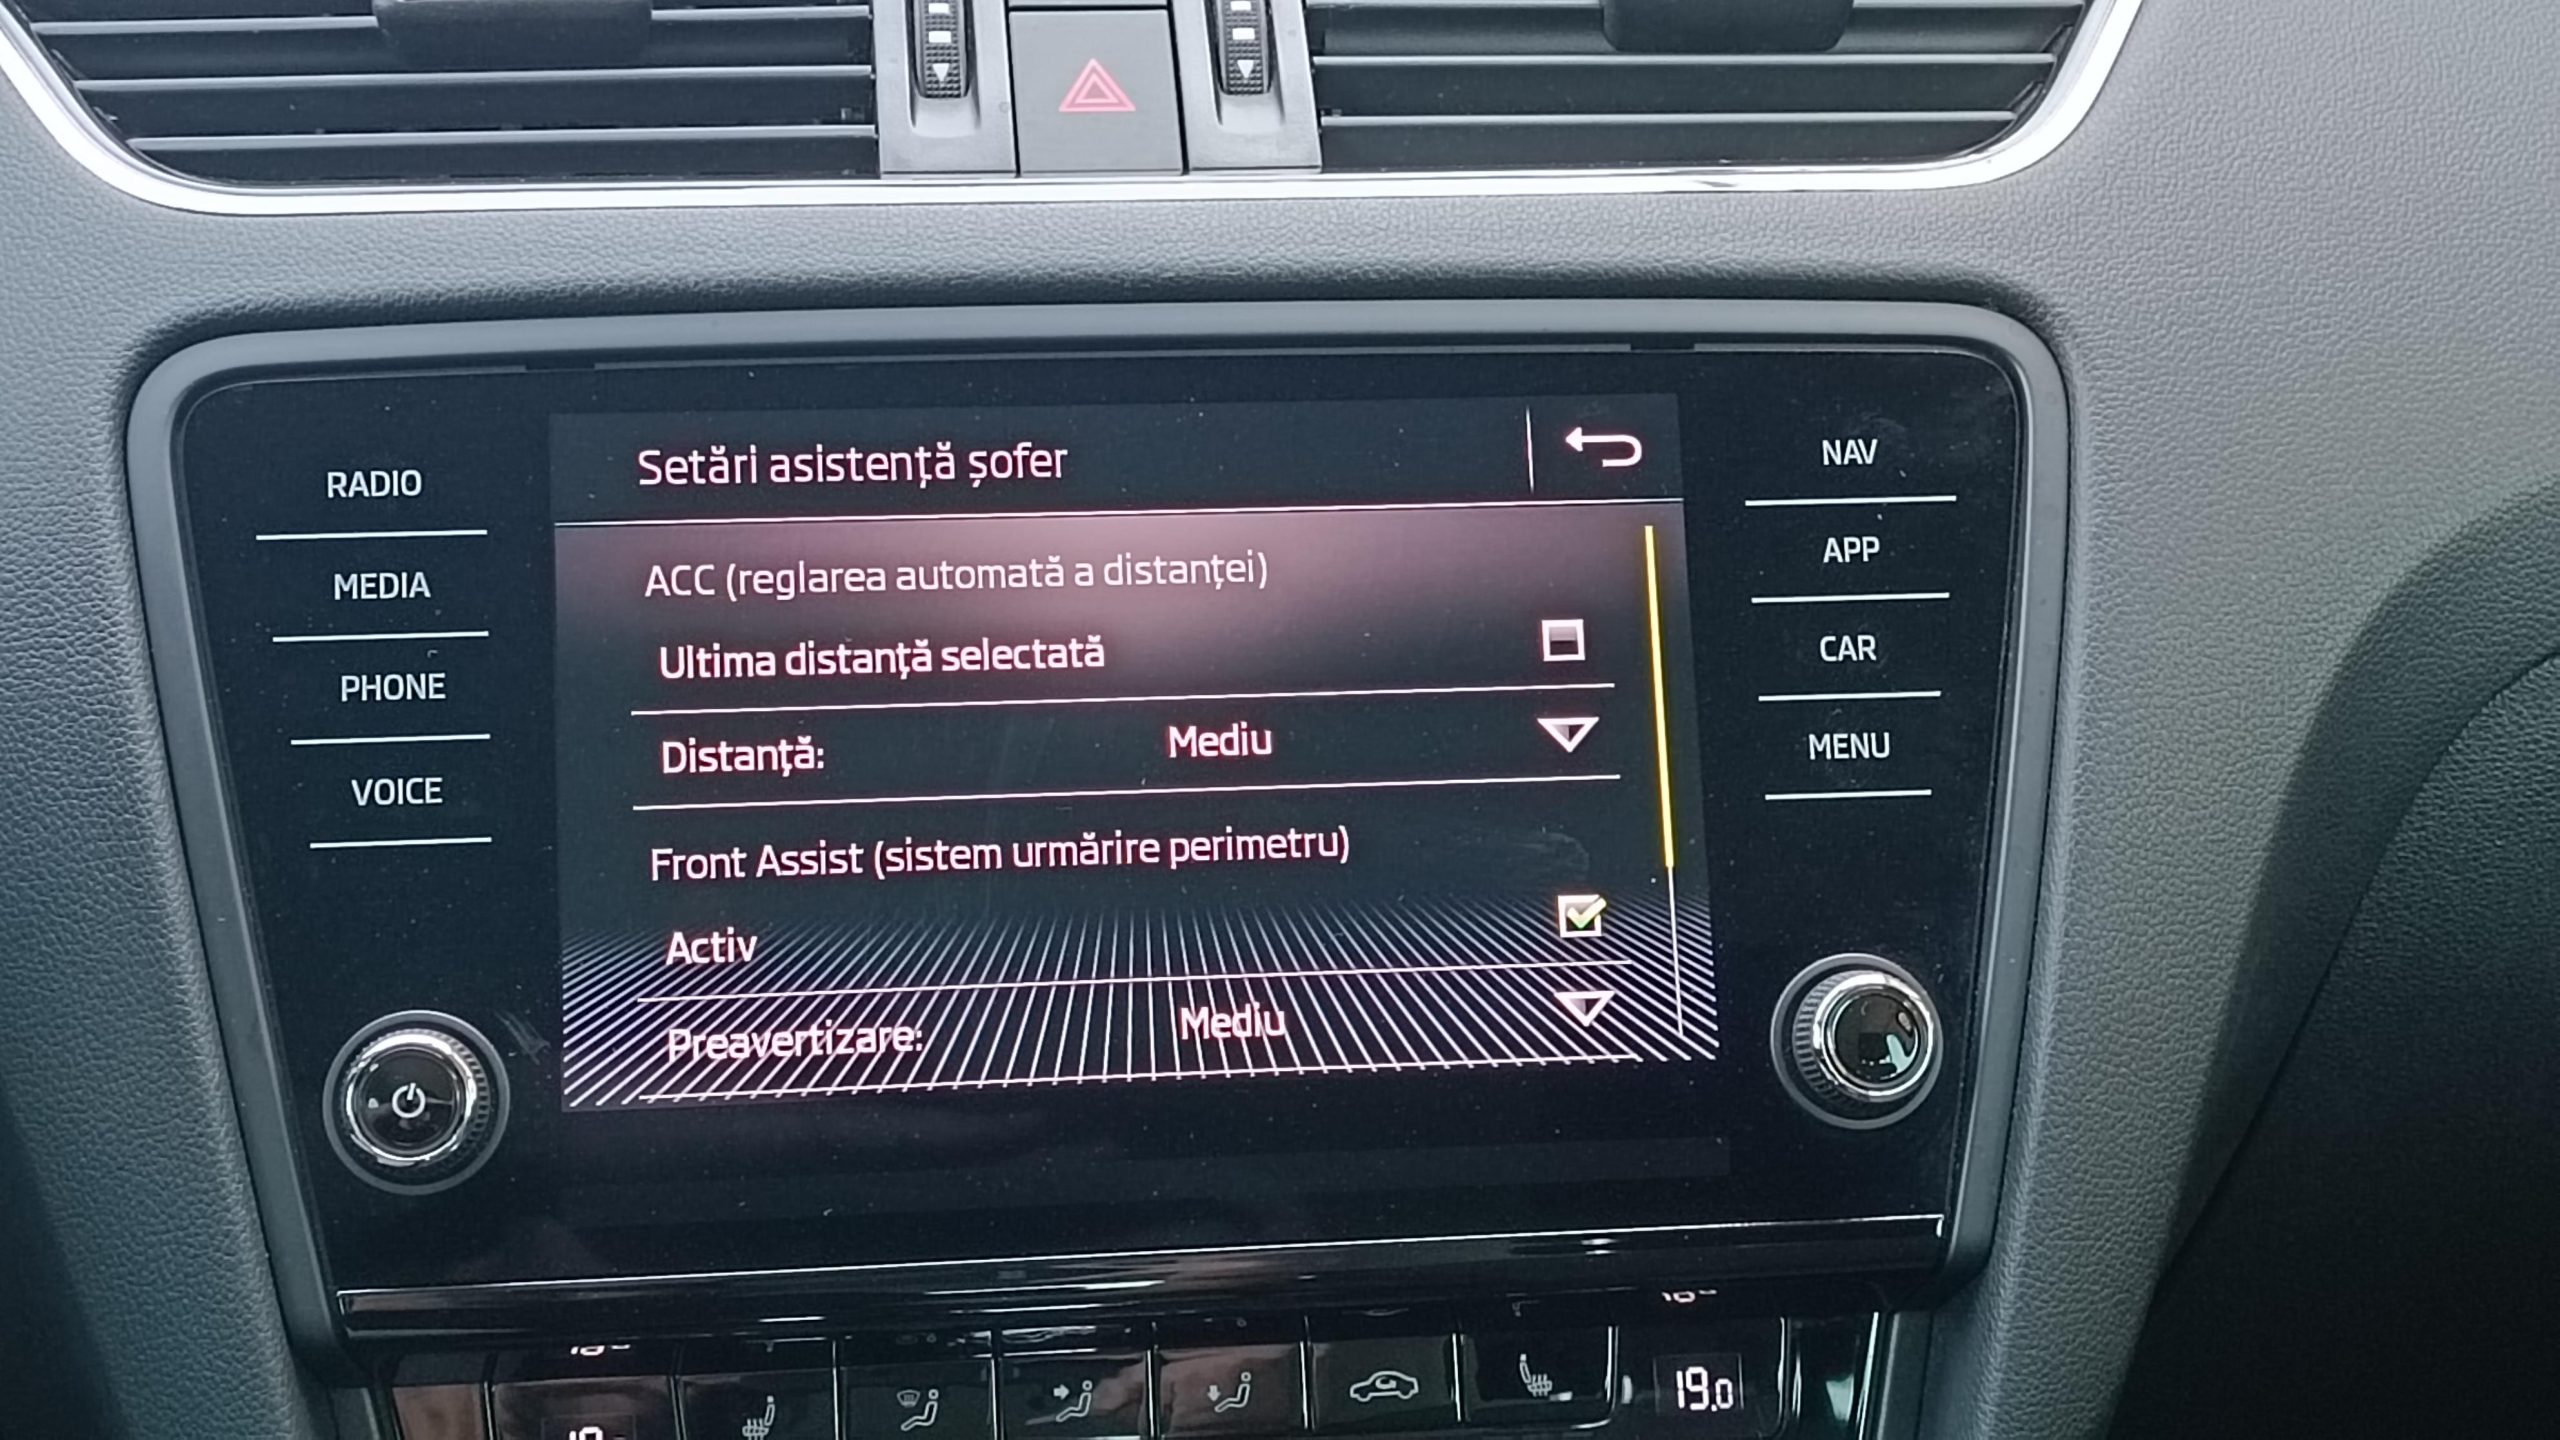 Setări asistență șofer
RADIO
MEDIA
PHONE
VOICE
ACC (reglarea automată a distanței)
Ultima distanță selectată
Distanță: Mediu
Front Assist (sistem urmărire perimetru)
Activ
Preavertizare: Mediu
NAV
APP
CAR
MENU
19.0